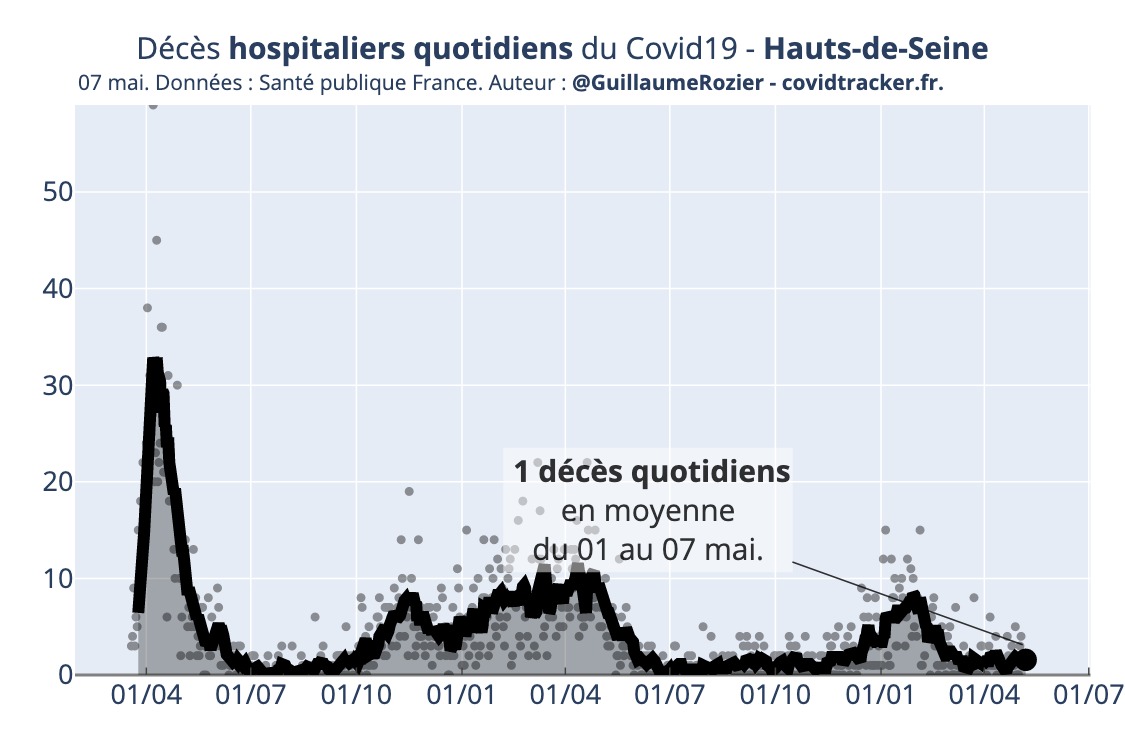 Décès hospitaliers quotidiens du Covid19 - Hauts-de-Seine
07 mai. Données : Santé publique France. Auteur : @GuillaumeRozier - covidtracker.fr.
50
40
30
20
10
0
1 décès quotidiens
en moyenne
du 01 au 07 mai.
01/04 01/07 01/10 01/01 01/04 01/07 01/10 01/01 01/04 01/07